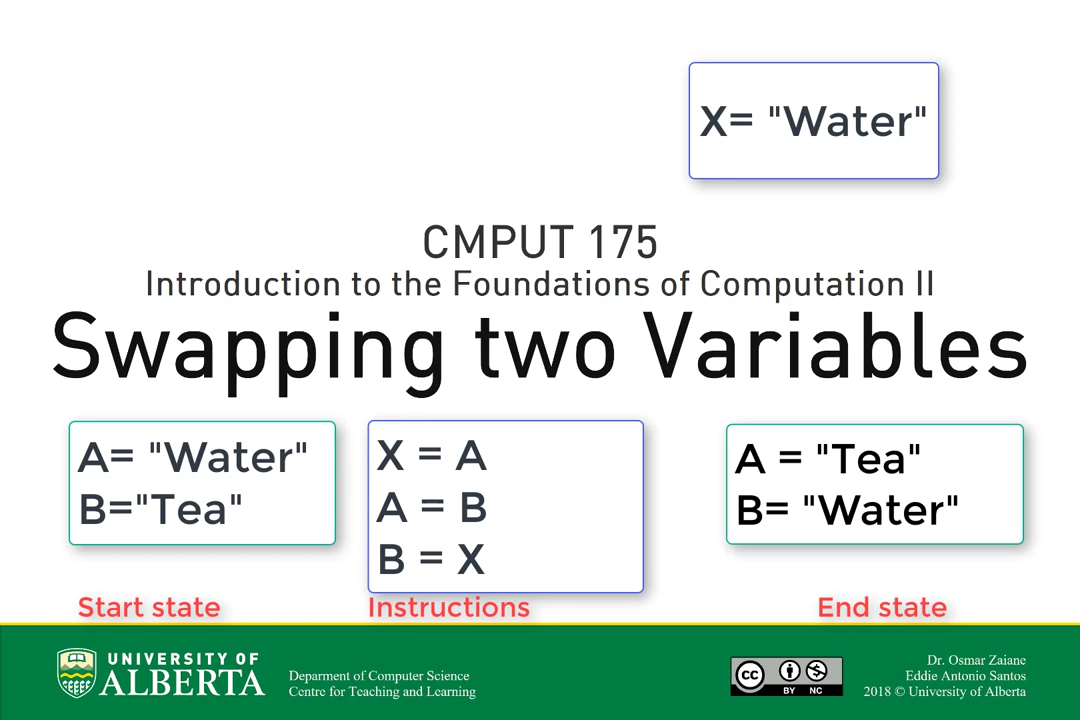 X= "Water"
CMPUT 175
Introduction to the Foundations of Computation II
Swapping two Variables
A= "Water"
B="Tea"
Start state
X = A
A = B
B = X
Instructions
A = "Tea"
B= "Water"
End state
UNIVERSITY OF
ALBERTA
Department of Computer Science
Centre for Teaching and Learning
cc
BY NC
Dr. Osmar Zaiane
Eddie Antonio Santos
2018 © University of Alberta